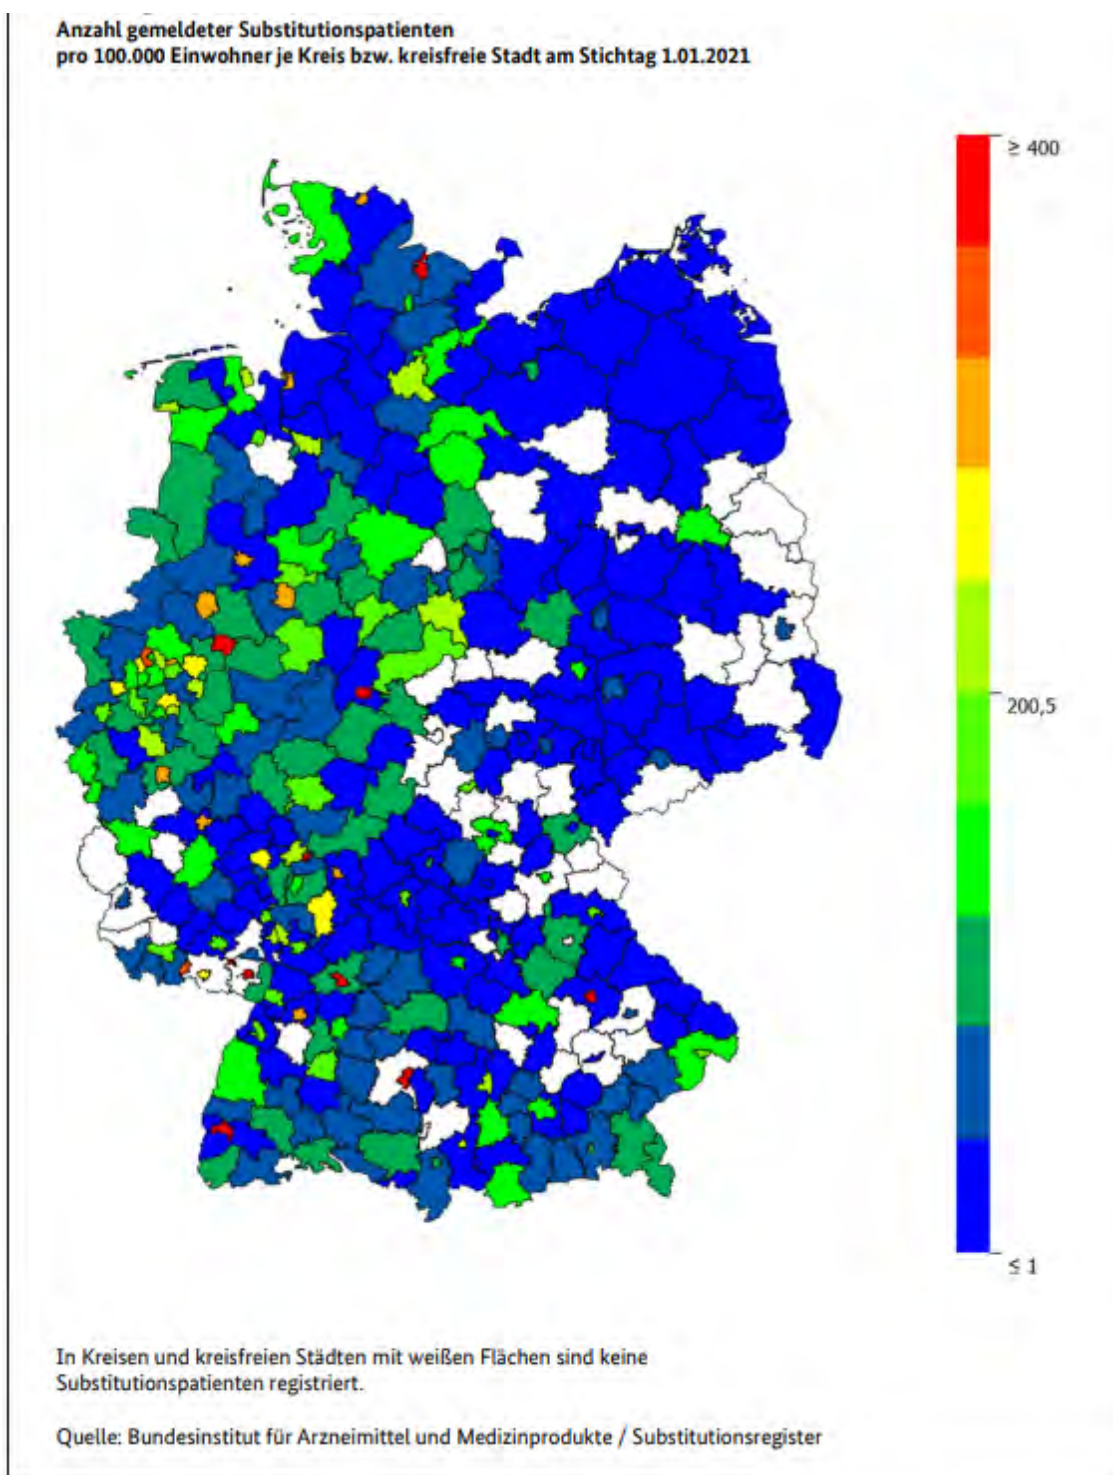 Anzahl gemeldeter Substitutionspatienten
pro 100.000 Einwohner je Kreis bzw. kreisfreie Stadt am Stichtag 1.01.2021
≥ 400
200,5
≤ 1
In Kreisen und kreisfreien Städten mit weißen Flächen sind keine
Substitutionspatienten registriert.
Quelle: Bundesinstitut für Arzneimittel und Medizinprodukte / Substitutionsregister